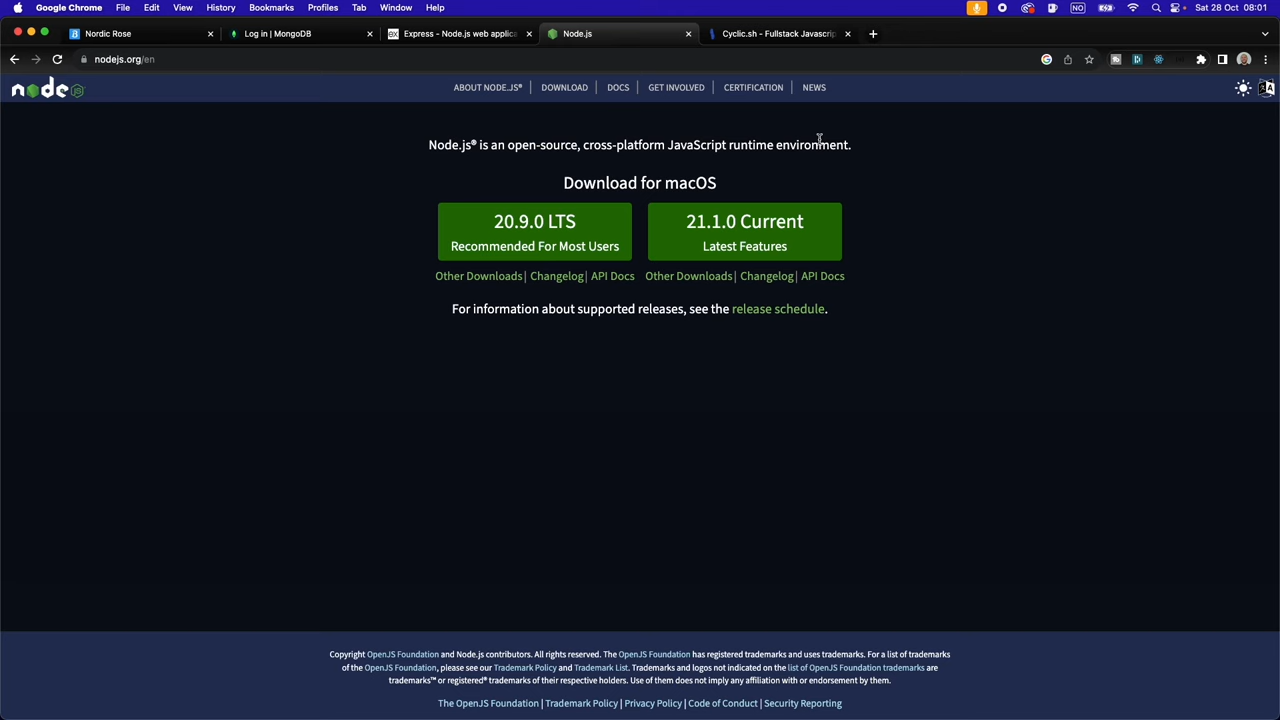 Google Chrome File Edit View History Bookmarks Profiles Tab Window Help NO Sat 28 Oct 08:01
Nordic Rose Log in | MongoDB ex Express - Node.js web applica Node.js Cyclic.sh - Fullstack Javascrip
nodejs.org/en
node JS ABOUT NODE.JS® DOWNLOAD DOCS GET INVOLVED CERTIFICATION NEWS
Node.js® is an open-source, cross-platform JavaScript runtime environment.
Download for macOS
20.9.0 LTS 21.1.0 Current
Recommended For Most Users Latest Features
Other Downloads | Changelog | API Docs Other Downloads | Changelog | API Docs
For information about supported releases, see the release schedule.
Copyright OpenJS Foundation and Node.js contributors. All rights reserved. The OpenJS Foundation has registered trademarks and uses trademarks. For a list of trademarks
of the OpenJS Foundation, please see our Trademark Policy and Trademark List. Trademarks and logos not indicated on the list of OpenJS Foundation trademarks are
trademarks™ or registered® trademarks of their respective holders. Use of them does not imply any affiliation with or endorsement by them.
The OpenJS Foundation | Trademark Policy | Privacy Policy | Code of Conduct | Security Reporting